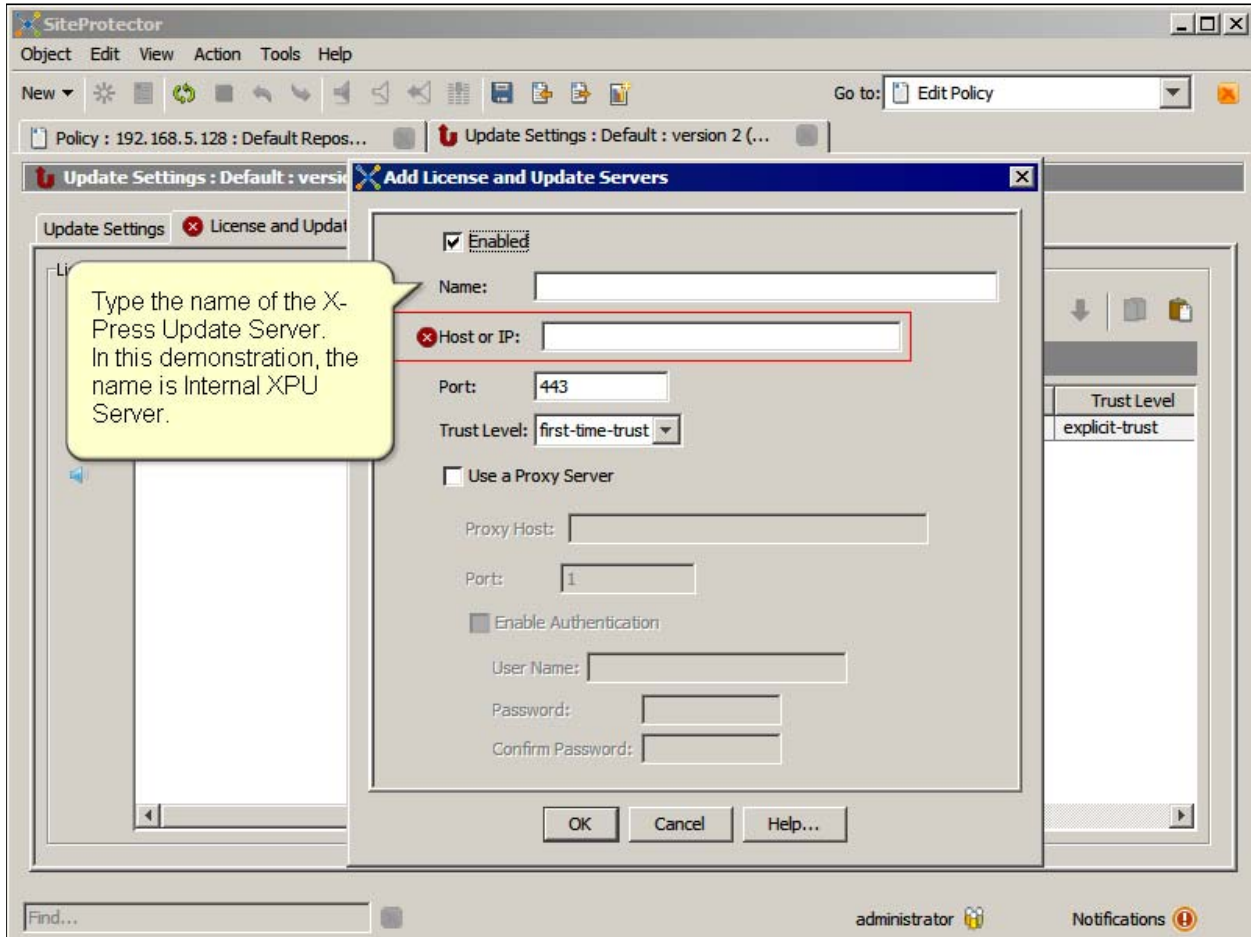 SiteProtector
Object Edit View Action Tools Help
New Go to: Edit Policy
Policy : 192.168.5.128 : Default Repos... Update Settings : Default : version 2 (...
Update Settings : Default : versi
Add License and Update Servers
Update Settings License and Updat
Enabled
Li
Type the name of the X-
Press Update Server.
In this demonstration, the
name is Internal XPU
Server.
Name:
Host or IP:
Port: 443
Trust Level: first-time-trust
Trust Level
explicit-trust
Use a Proxy Server
Proxy Host:
Port: 1
Enable Authentication
User Name:
Password:
Confirm Password:
OK Cancel Help...
Find... administrator Notifications